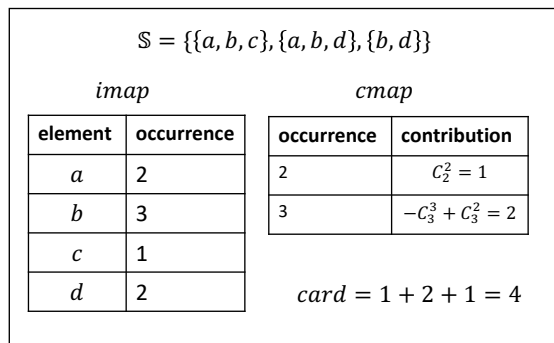 𝕊 = {{a, b, c}, {a, b, d}, {b, d}}
imap
element occurrence
a 2
b 3
c 1
d 2
cmap
occurrence contribution
2 C₂² = 1
3 −C₃³ + C₃² = 2
card = 1 + 2 + 1 = 4